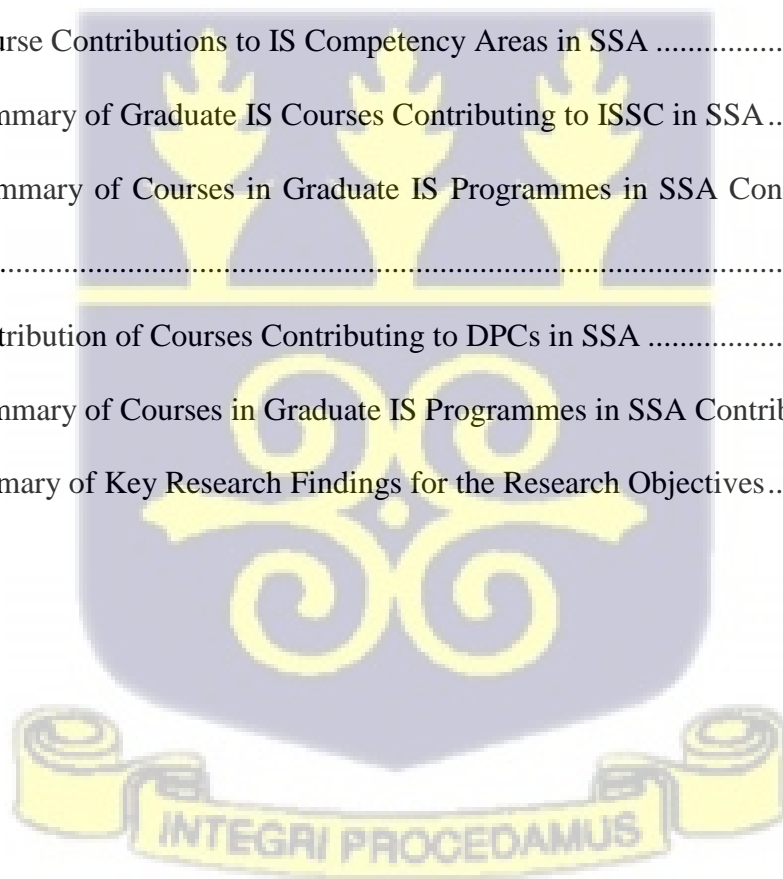 urse Contributions to IS Competency Areas in SSA ..................
mmary of Graduate IS Courses Contributing to ISSC in SSA...
mmary of Courses in Graduate IS Programmes in SSA Con
...............................................................................................................
tribution of Courses Contributing to DPCs in SSA ...................
mmary of Courses in Graduate IS Programmes in SSA Contrib
mary of Key Research Findings for the Research Objectives...
INTEGRI PROCEDAMUS